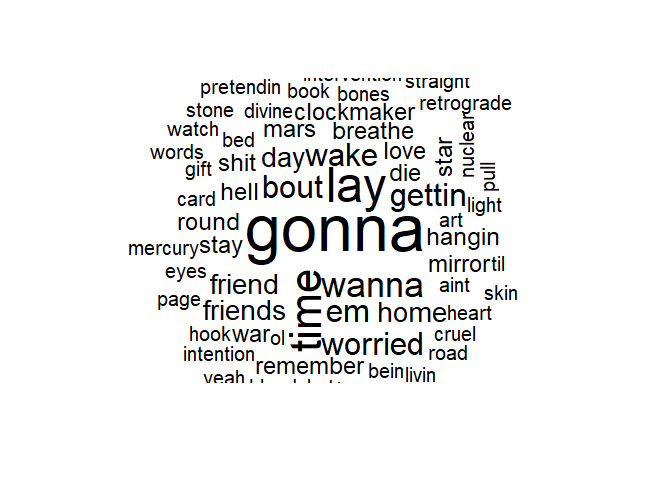 intervention straight
pretendin book bones
stone divine clockmaker retrograde
watch bed mars breathe nuclear
words gift shit day wake love star
card hell bout lay die gettin pull
light
round gonna art
mercury stay hangin
eyes mirror til
friend wanna aint
page friends time em home heart skin
hook war ol worried cruel
intention road
remember bein livin
yeah